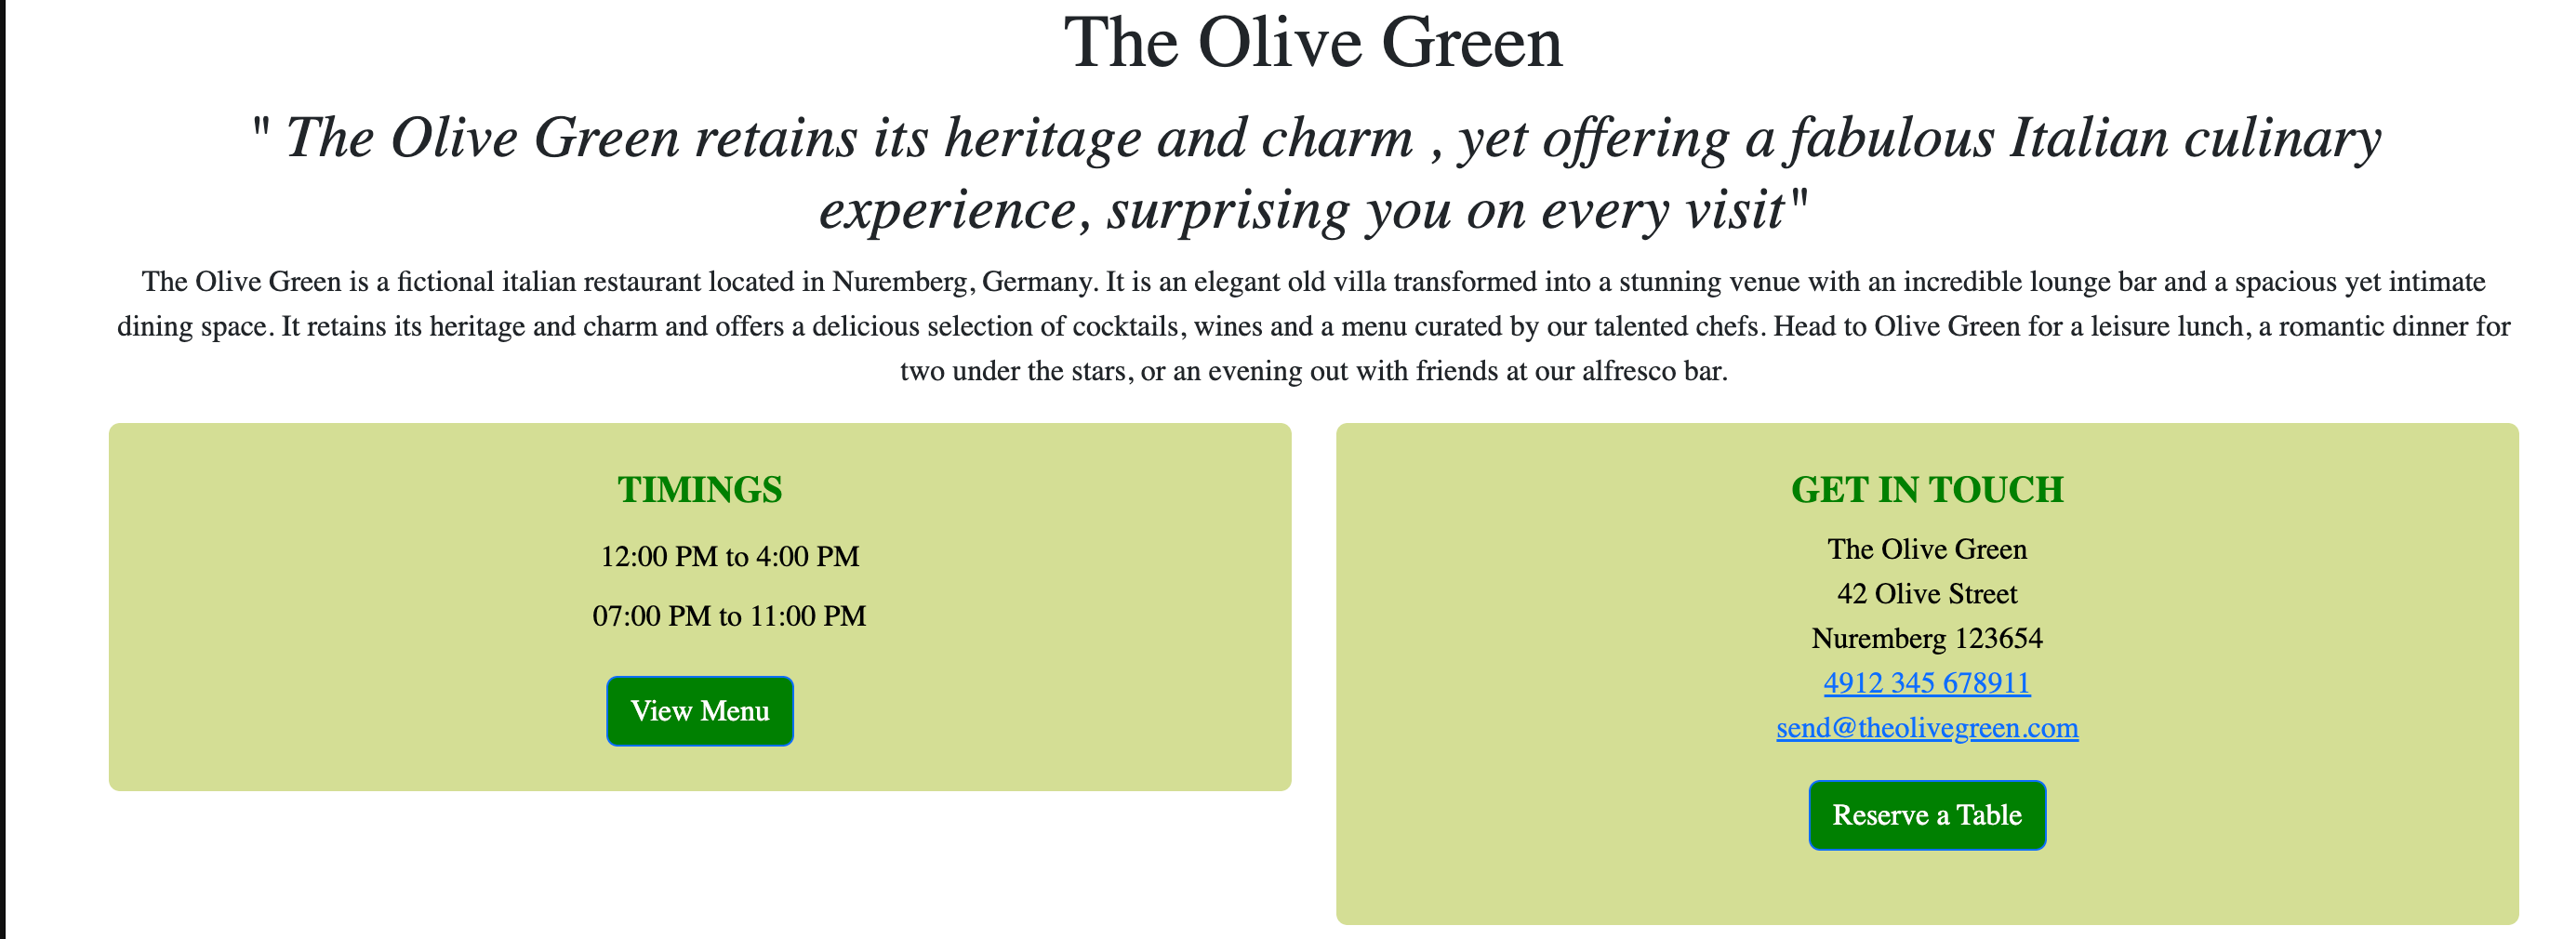 The Olive Green
" The Olive Green retains its heritage and charm , yet offering a fabulous Italian culinary
experience, surprising you on every visit"
The Olive Green is a fictional italian restaurant located in Nuremberg, Germany. It is an elegant old villa transformed into a stunning venue with an incredible lounge bar and a spacious yet intimate
dining space. It retains its heritage and charm and offers a delicious selection of cocktails, wines and a menu curated by our talented chefs. Head to Olive Green for a leisure lunch, a romantic dinner for
two under the stars, or an evening out with friends at our alfresco bar.
TIMINGS
12:00 PM to 4:00 PM
07:00 PM to 11:00 PM
View Menu
GET IN TOUCH
The Olive Green
42 Olive Street
Nuremberg 123654
4912 345 678911
send@theolivegreen.com
Reserve a Table